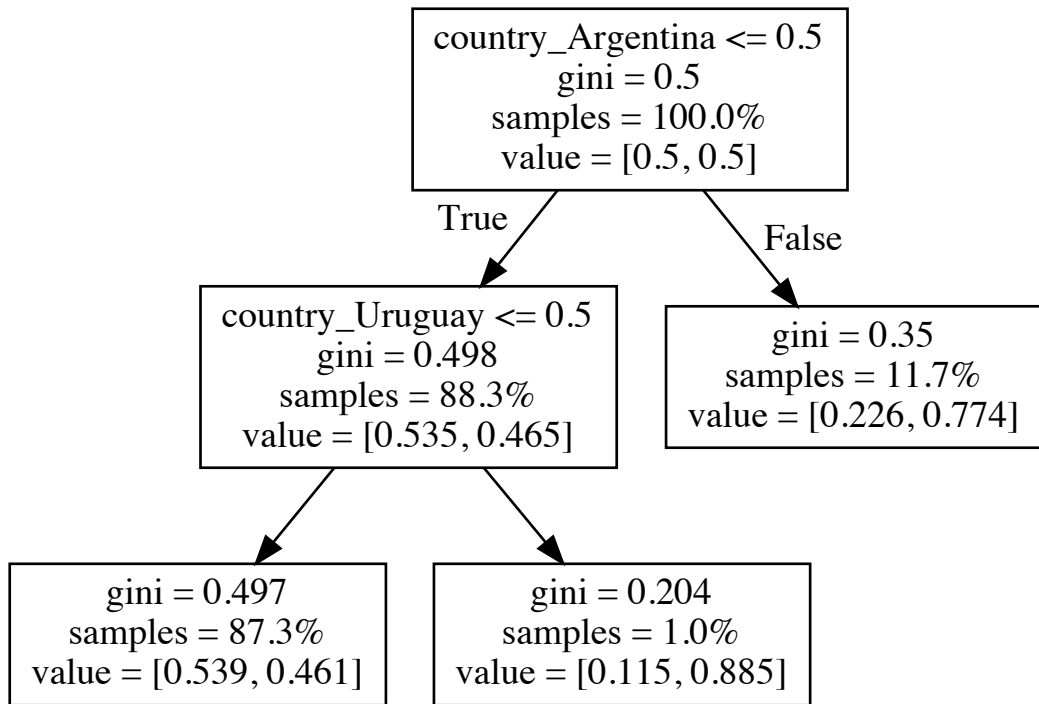 country_Argentina <= 0.5
gini = 0.5
samples = 100.0%
value = [0.5, 0.5]
True
False
country_Uruguay <= 0.5
gini = 0.498
samples = 88.3%
value = [0.535, 0.465]
gini = 0.35
samples = 11.7%
value = [0.226, 0.774]
gini = 0.497
samples = 87.3%
value = [0.539, 0.461]
gini = 0.204
samples = 1.0%
value = [0.115, 0.885]